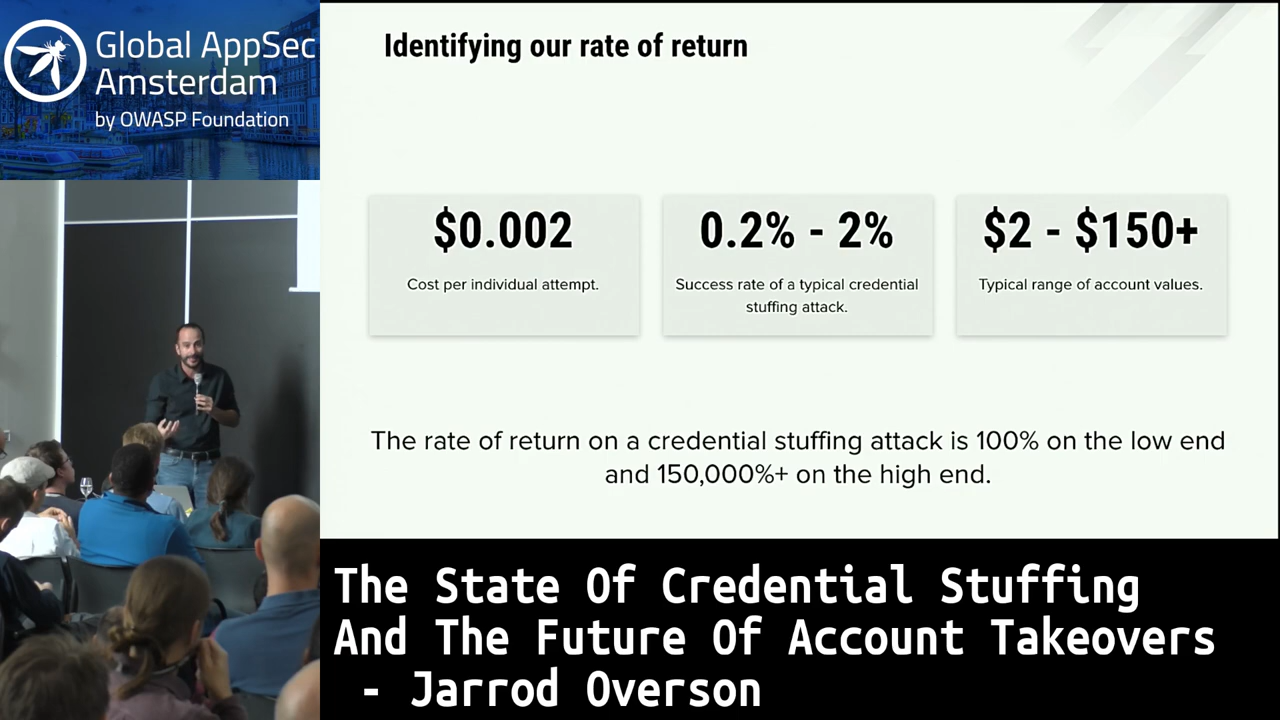 Global AppSec
Amsterdam
by OWASP Foundation
Identifying our rate of return
$0.002
Cost per individual attempt.
0.2% - 2%
Success rate of a typical credential
stuffing attack.
$2 - $150+
Typical range of account values.
The rate of return on a credential stuffing attack is 100% on the low end
and 150,000%+ on the high end.
The State Of Credential Stuffing
And The Future Of Account Takeovers
- Jarrod Overson